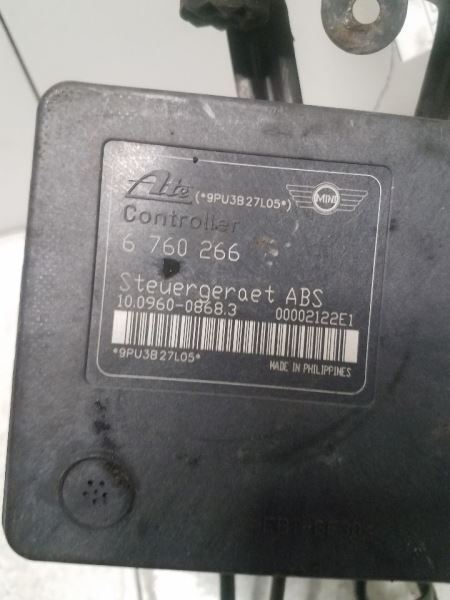 Ate (*9PU3B27L05*) MINI
Controller
6 760 266
Steuergeraet ABS
10.0960-0868.3 00002122E1
*9PU3B27L05*
MADE IN PHILIPPINES